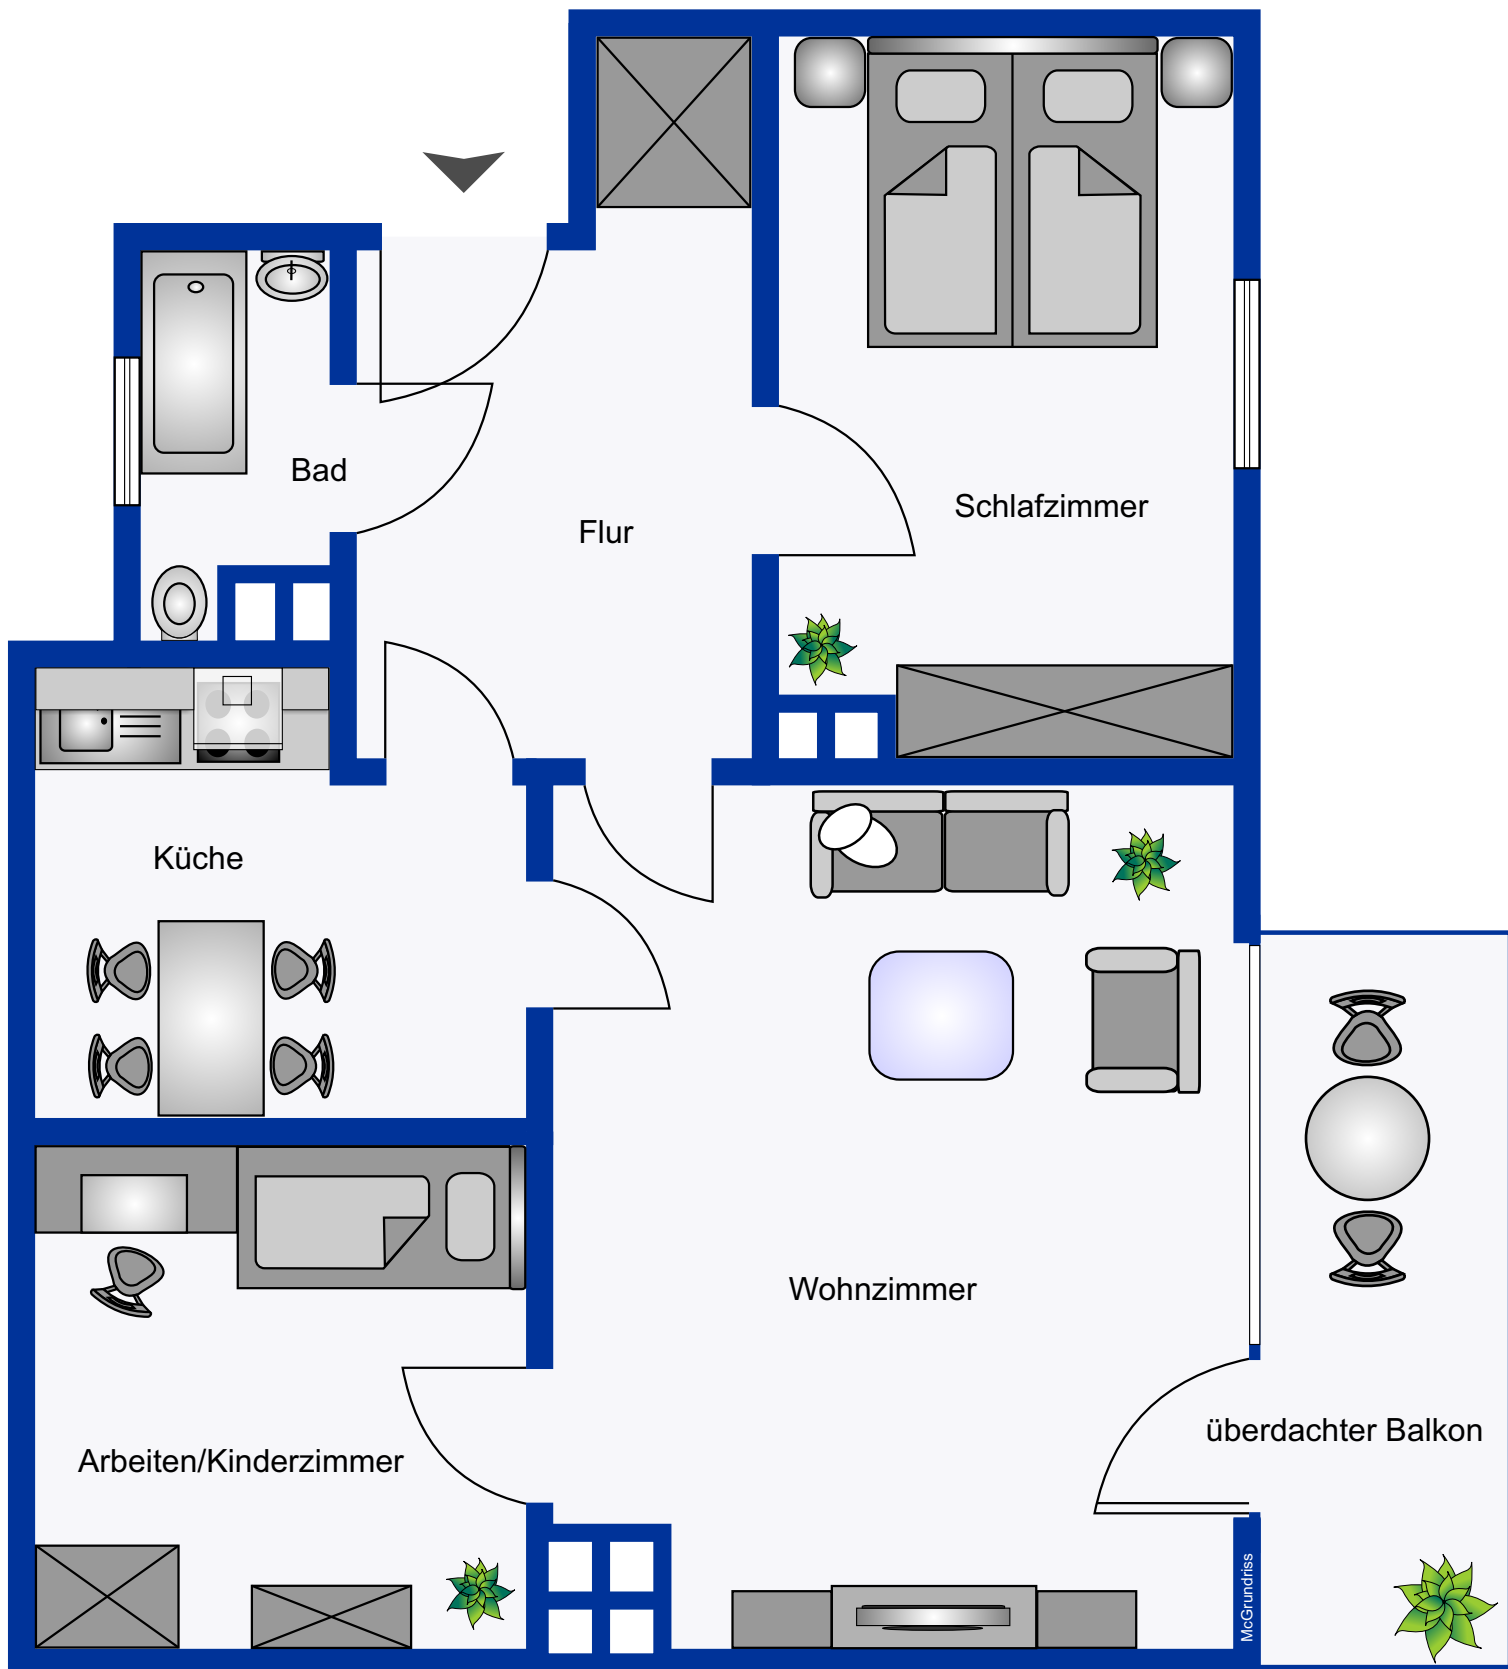 Bad
Flur
Schlafzimmer
Küche
Wohnzimmer
überdachter Balkon
Arbeiten/Kinderzimmer
McGrundriss